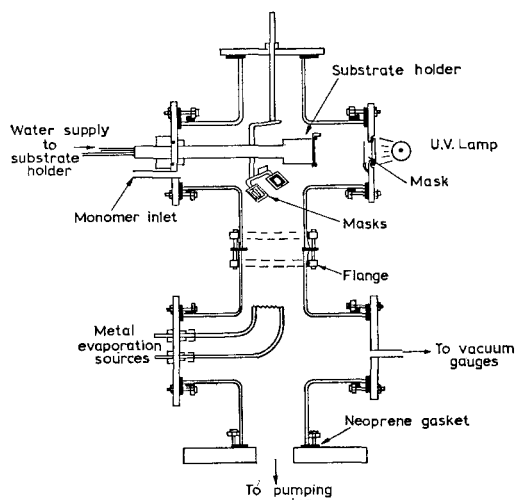 Substrate holder
Water supply
to
substrate
holder
U.V. Lamp
Mask
Monomer inlet
Masks
Flange
Metal
evaporation
sources
To vacuum
gauges
Neoprene gasket
To pumping